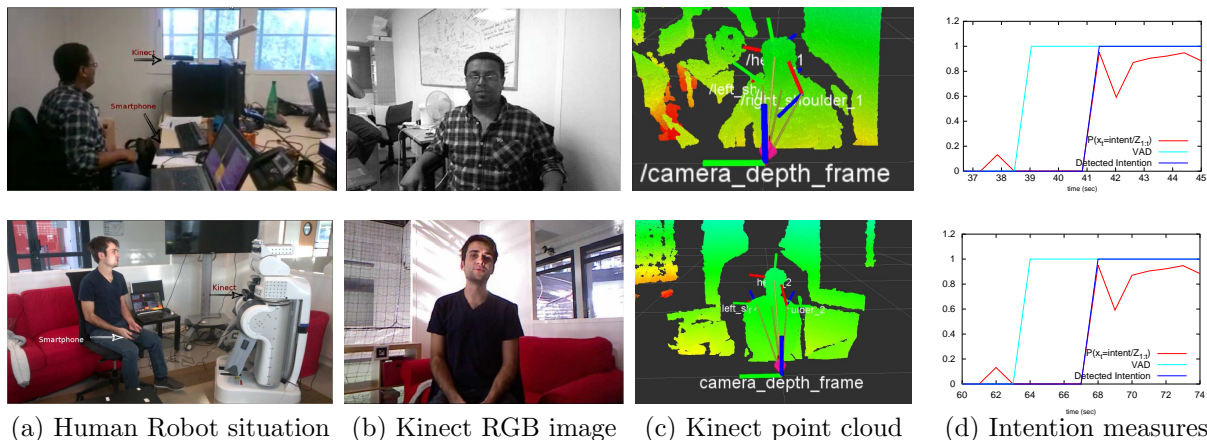 Kinect
Smartphone
/head_1
/left_sh
/right_shoulder_1
/camera_depth_frame
1.2
1
0.8
0.6
0.4
0.2
0
P(xt=intent/Z1:t)
VAD
Detected Intention
37 38 39 40 41 42 43 44 45
time (sec)
Kinect
Smartphone
he _2
left_sh
ulder_2
camera_depth_frame
1.2
1
0.8
0.6
0.4
0.2
0
P(xt=intent/Z1:t)
VAD
Detected Intention
60 62 64 66 68 70 72 74
time (sec)
(a) Human Robot situation (b) Kinect RGB image (c) Kinect point cloud (d) Intention measures